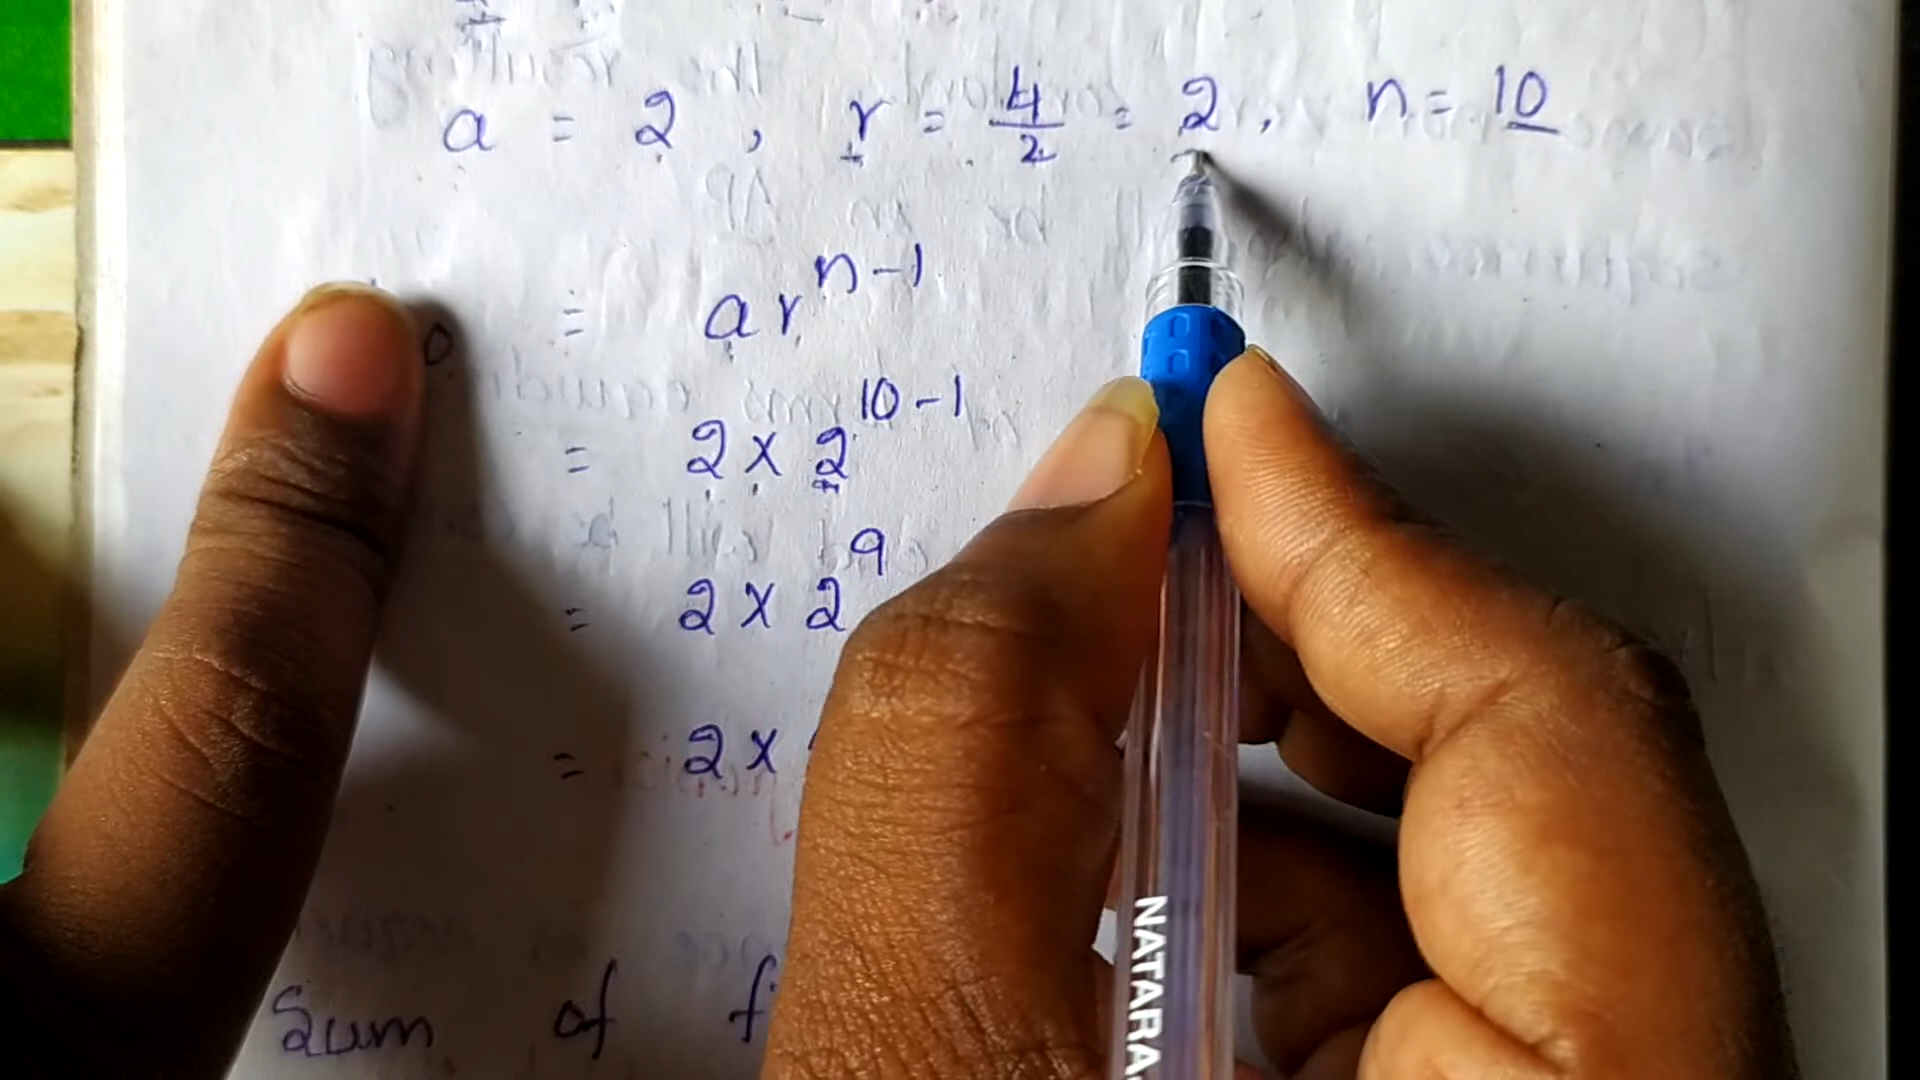 a = 2, r = 4/2 = 2, n = 10
= ar^{n-1}
= 2 x 2^{10-1}
= 2 x 2^9
= 2 x
Sum of
NATARA